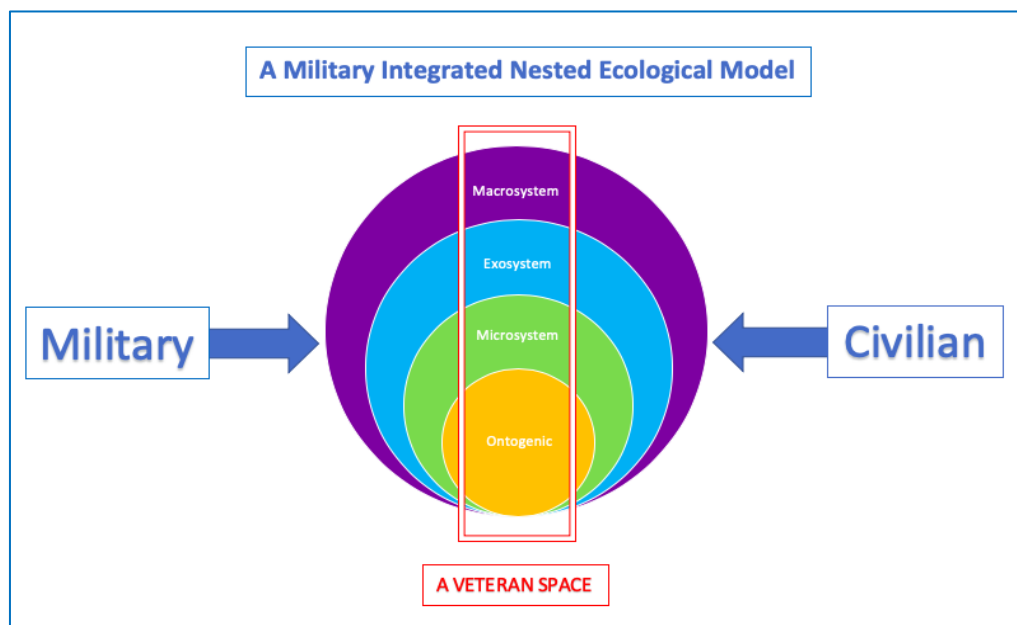 A Military Integrated Nested Ecological Model
Macrosystem
Exosystem
Microsystem
Military
Civilian
Ontogenic
A VETERAN SPACE